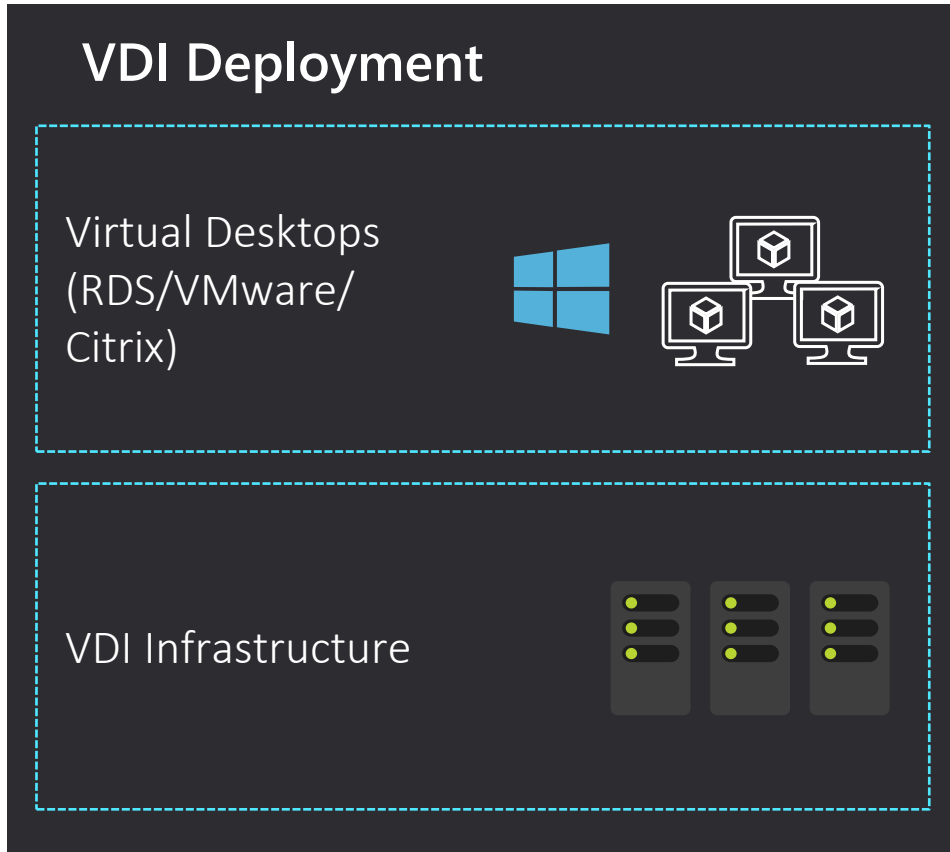 VDI Deployment
Virtual Desktops
(RDS/VMware/
Citrix)
VDI Infrastructure